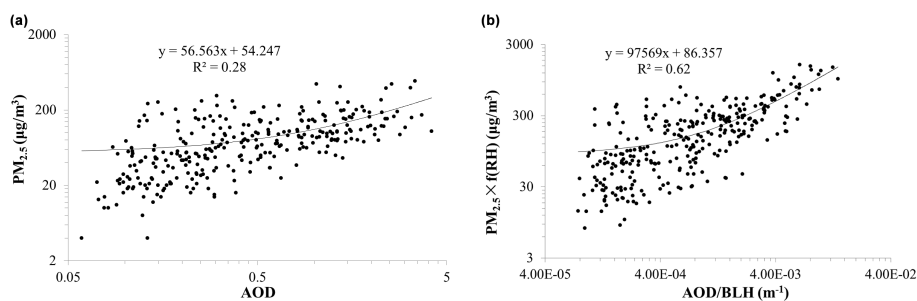 (a)
2000
200
20
2
PM2.5 (μg/m³)
y = 56.563x + 54.247
R² = 0.28
0.05
0.5
5
AOD
(b)
3000
300
30
3
PM2.5 × f(RH) (μg/m³)
y = 97569x + 86.357
R² = 0.62
4.00E-05
4.00E-04
4.00E-03
4.00E-02
AOD/BLH (m⁻¹)